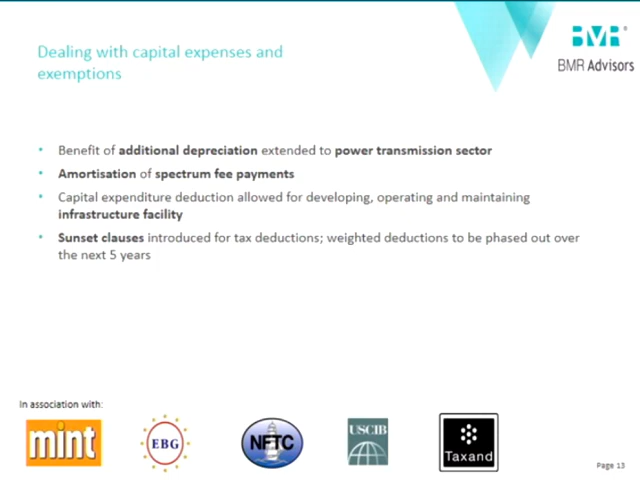 Dealing with capital expenses and
exemptions
BMR®
BMR Advisors
• Benefit of additional depreciation extended to power transmission sector
• Amortisation of spectrum fee payments
• Capital expenditure deduction allowed for developing, operating and maintaining
infrastructure facility
• Sunset clauses introduced for tax deductions; weighted deductions to be phased out over
the next 5 years
In association with:
mint
EBG
NFTC
USCIB
Taxand
Page 13